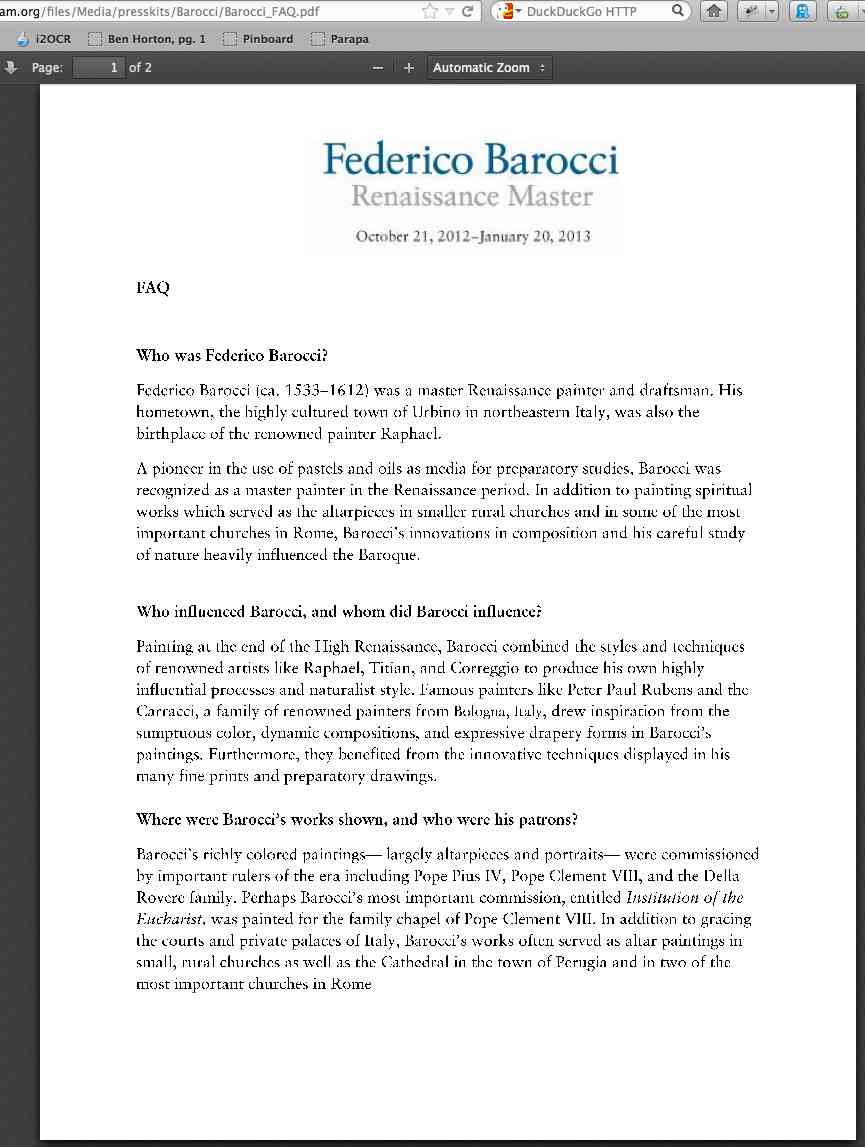 am.org/files/Media/presskits/Barocci/Barocci_FAQ.pdf
DuckDuckGo HTTP
i2OCR
Ben Horton, pg. 1
Pinboard
Parapa
Page: 1 of 2
Automatic Zoom
Federico Barocci
Renaissance Master
October 21, 2012–January 20, 2013
FAQ
Who was Federico Barocci?
Federico Barocci (ca. 1533–1612) was a master Renaissance painter and draftsman. His
hometown, the highly cultured town of Urbino in northeastern Italy, was also the
birthplace of the renowned painter Raphael.
A pioneer in the use of pastels and oils as media for preparatory studies, Barocci was
recognized as a master painter in the Renaissance period. In addition to painting spiritual
works which served as the altarpieces in smaller rural churches and in some of the most
important churches in Rome, Barocci's innovations in composition and his careful study
of nature heavily influenced the Baroque.
Who influenced Barocci, and whom did Barocci influence?
Painting at the end of the High Renaissance, Barocci combined the styles and techniques
of renowned artists like Raphael, Titian, and Correggio to produce his own highly
influential processes and naturalist style. Famous painters like Peter Paul Rubens and the
Carracci, a family of renowned painters from Bologna, Italy, drew inspiration from the
sumptuous color, dynamic compositions, and expressive drapery forms in Barocci's
paintings. Furthermore, they benefited from the innovative techniques displayed in his
many fine prints and preparatory drawings.
Where were Barocci's works shown, and who were his patrons?
Barocci's richly colored paintings— largely altarpieces and portraits— were commissioned
by important rulers of the era including Pope Pius IV, Pope Clement VIII, and the Della
Rovere family. Perhaps Barocci's most important commission, entitled Institution of the
Eucharist, was painted for the family chapel of Pope Clement VIII. In addition to gracing
the courts and private palaces of Italy, Barocci's works often served as altar paintings in
small, rural churches as well as the Cathedral in the town of Perugia and in two of the
most important churches in Rome